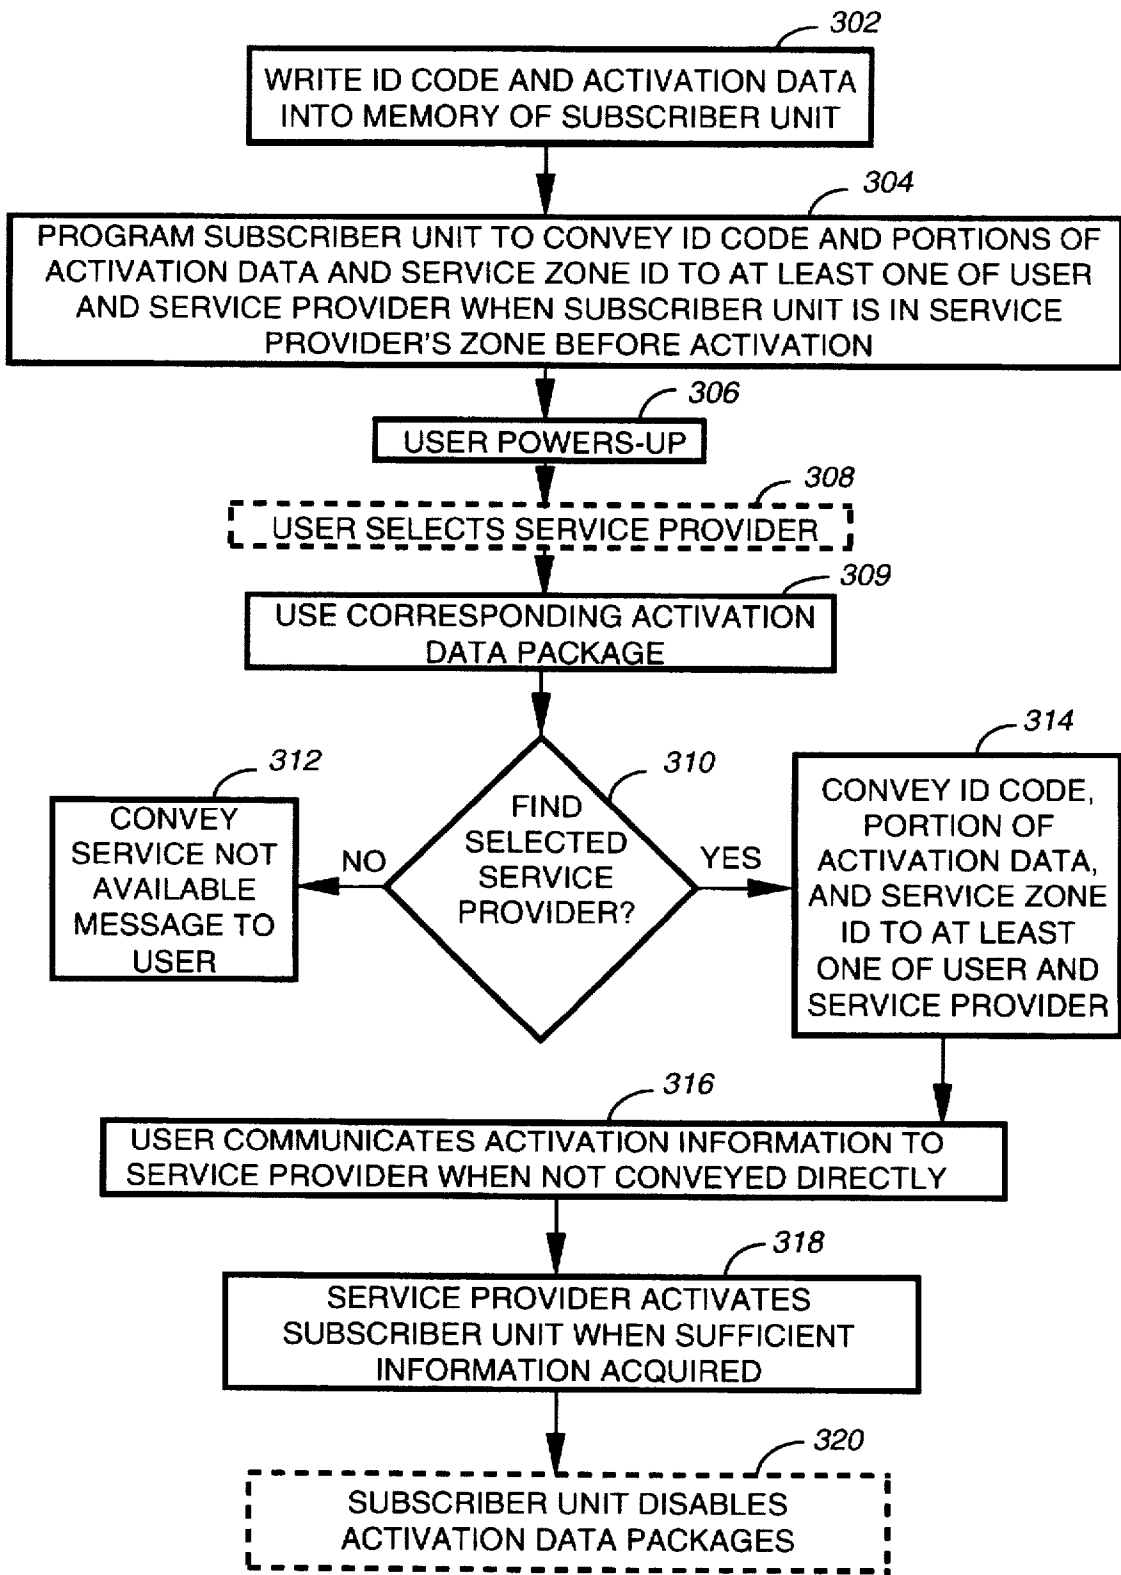 302
WRITE ID CODE AND ACTIVATION DATA
INTO MEMORY OF SUBSCRIBER UNIT
304
PROGRAM SUBSCRIBER UNIT TO CONVEY ID CODE AND PORTIONS OF
ACTIVATION DATA AND SERVICE ZONE ID TO AT LEAST ONE OF USER
AND SERVICE PROVIDER WHEN SUBSCRIBER UNIT IS IN SERVICE
PROVIDER'S ZONE BEFORE ACTIVATION
306
USER POWERS-UP
308
USER SELECTS SERVICE PROVIDER
309
USE CORRESPONDING ACTIVATION
DATA PACKAGE
310
FIND
SELECTED
SERVICE
PROVIDER?
NO
312
CONVEY
SERVICE NOT
AVAILABLE
MESSAGE TO
USER
YES
314
CONVEY ID CODE,
PORTION OF
ACTIVATION DATA,
AND SERVICE ZONE
ID TO AT LEAST
ONE OF USER AND
SERVICE PROVIDER
316
USER COMMUNICATES ACTIVATION INFORMATION TO
SERVICE PROVIDER WHEN NOT CONVEYED DIRECTLY
318
SERVICE PROVIDER ACTIVATES
SUBSCRIBER UNIT WHEN SUFFICIENT
INFORMATION ACQUIRED
320
SUBSCRIBER UNIT DISABLES
ACTIVATION DATA PACKAGES